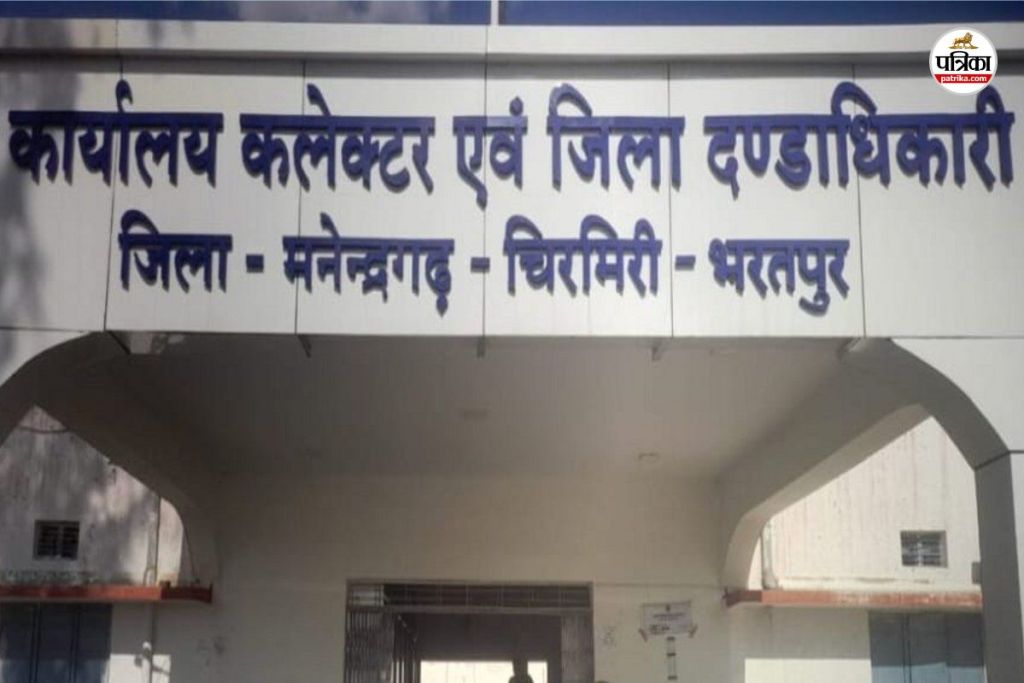 पत्रिका
patrika.com
कार्यालय कलेक्टर एवं जिला दण्डाधिकारी
जिला - मनेन्द्रगढ़ - चिरमिरी - भरतपुर